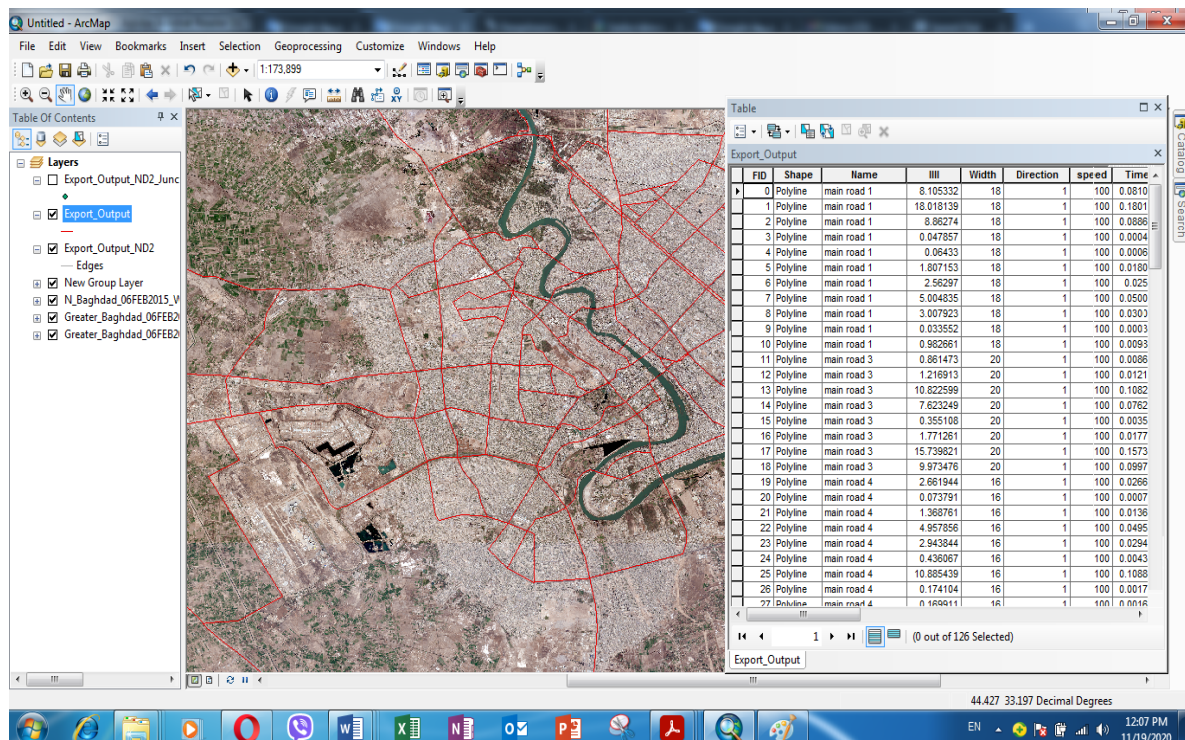 Untitled - ArcMap
File Edit View Bookmarks Insert Selection Geoprocessing Customize Windows Help
1:173,899
Table Of Contents
Layers
Export_Output_ND2_Junc
Export_Output
Export_Output_ND2
Edges
New Group Layer
N_Baghdad_06FEB2015_V
Greater_Baghdad_06FEB2
Greater_Baghdad_06FEB2
Table
Export_Output
FID Shape Name llll Width Direction speed Time
0 Polyline main road 1 8.105332 18 1 100 0.0810
1 Polyline main road 1 18.018139 18 1 100 0.1801
2 Polyline main road 1 8.86274 18 1 100 0.0886
3 Polyline main road 1 0.047857 18 1 100 0.0004
4 Polyline main road 1 0.06433 18 1 100 0.0006
5 Polyline main road 1 1.807153 18 1 100 0.0180
6 Polyline main road 1 2.56297 18 1 100 0.025
7 Polyline main road 1 5.004835 18 1 100 0.0500
8 Polyline main road 1 3.007923 18 1 100 0.0300
9 Polyline main road 1 0.033552 18 1 100 0.0003
10 Polyline main road 1 0.982661 18 1 100 0.0093
11 Polyline main road 3 0.861473 20 1 100 0.0086
12 Polyline main road 3 1.216913 20 1 100 0.0121
13 Polyline main road 3 10.822599 20 1 100 0.1082
14 Polyline main road 3 7.623249 20 1 100 0.0762
15 Polyline main road 3 0.355108 20 1 100 0.0035
16 Polyline main road 3 1.771261 20 1 100 0.0177
17 Polyline main road 3 15.739821 20 1 100 0.1573
18 Polyline main road 3 9.973476 20 1 100 0.0997
19 Polyline main road 4 2.661944 16 1 100 0.0266
20 Polyline main road 4 0.073791 16 1 100 0.0007
21 Polyline main road 4 1.368761 16 1 100 0.0136
22 Polyline main road 4 4.957856 16 1 100 0.0495
23 Polyline main road 4 2.943844 16 1 100 0.0294
24 Polyline main road 4 0.436067 16 1 100 0.0043
25 Polyline main road 4 10.885439 16 1 100 0.1088
26 Polyline main road 4 0.174104 16 1 100 0.0017
27 Polyline main road 4 0.169911 16 1 100 0.0016
1 (0 out of 126 Selected)
Export_Output
Catalog
Search
44.427 33.197 Decimal Degrees
EN 12:07 PM
11/19/2020